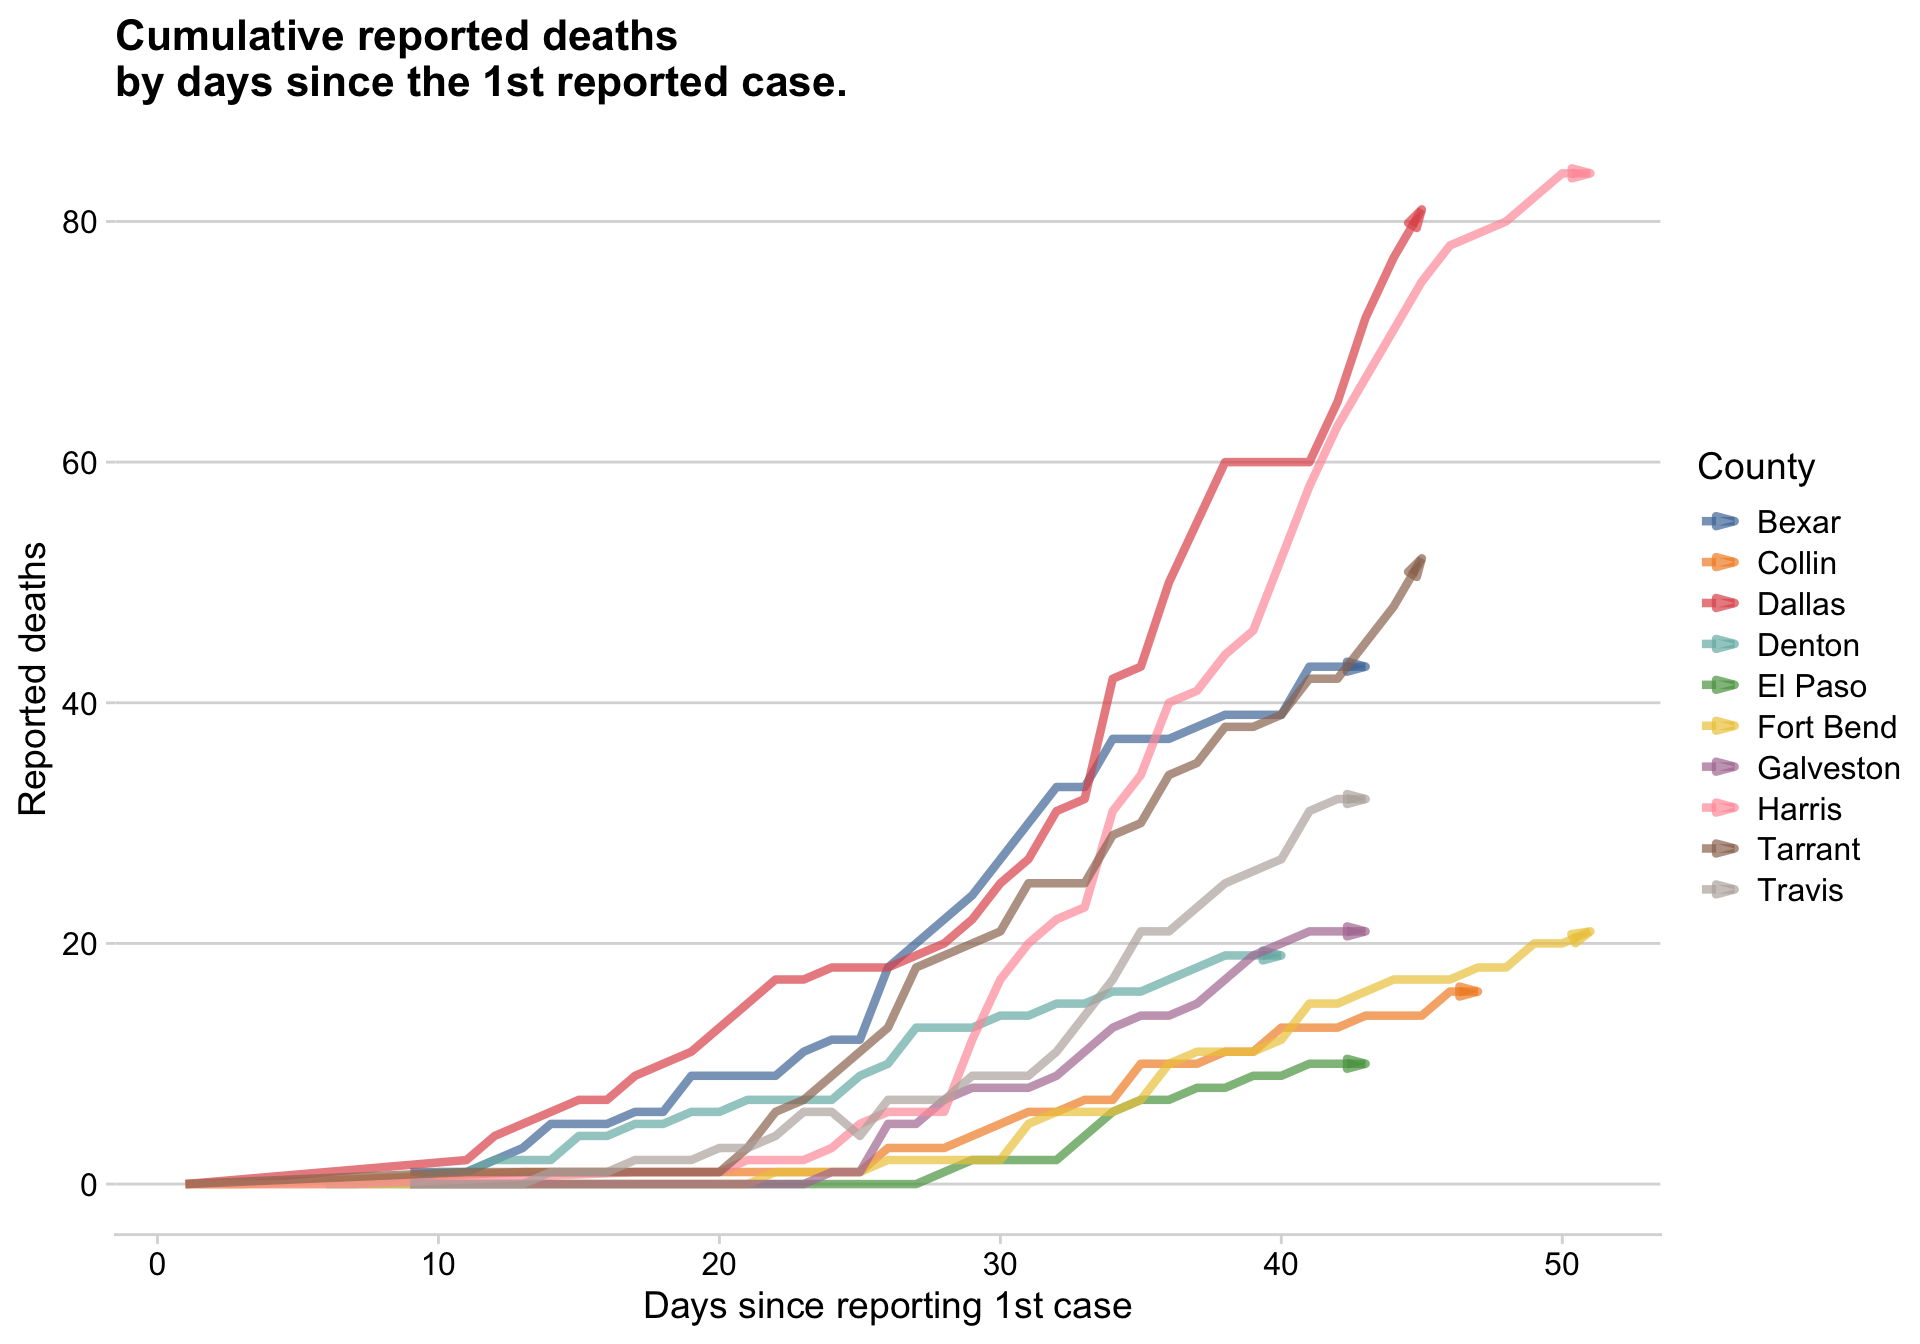 Cumulative reported deaths
by days since the 1st reported case.
80
60
40
20
0
Reported deaths
0 10 20 30 40 50
Days since reporting 1st case
County
Bexar
Collin
Dallas
Denton
El Paso
Fort Bend
Galveston
Harris
Tarrant
Travis